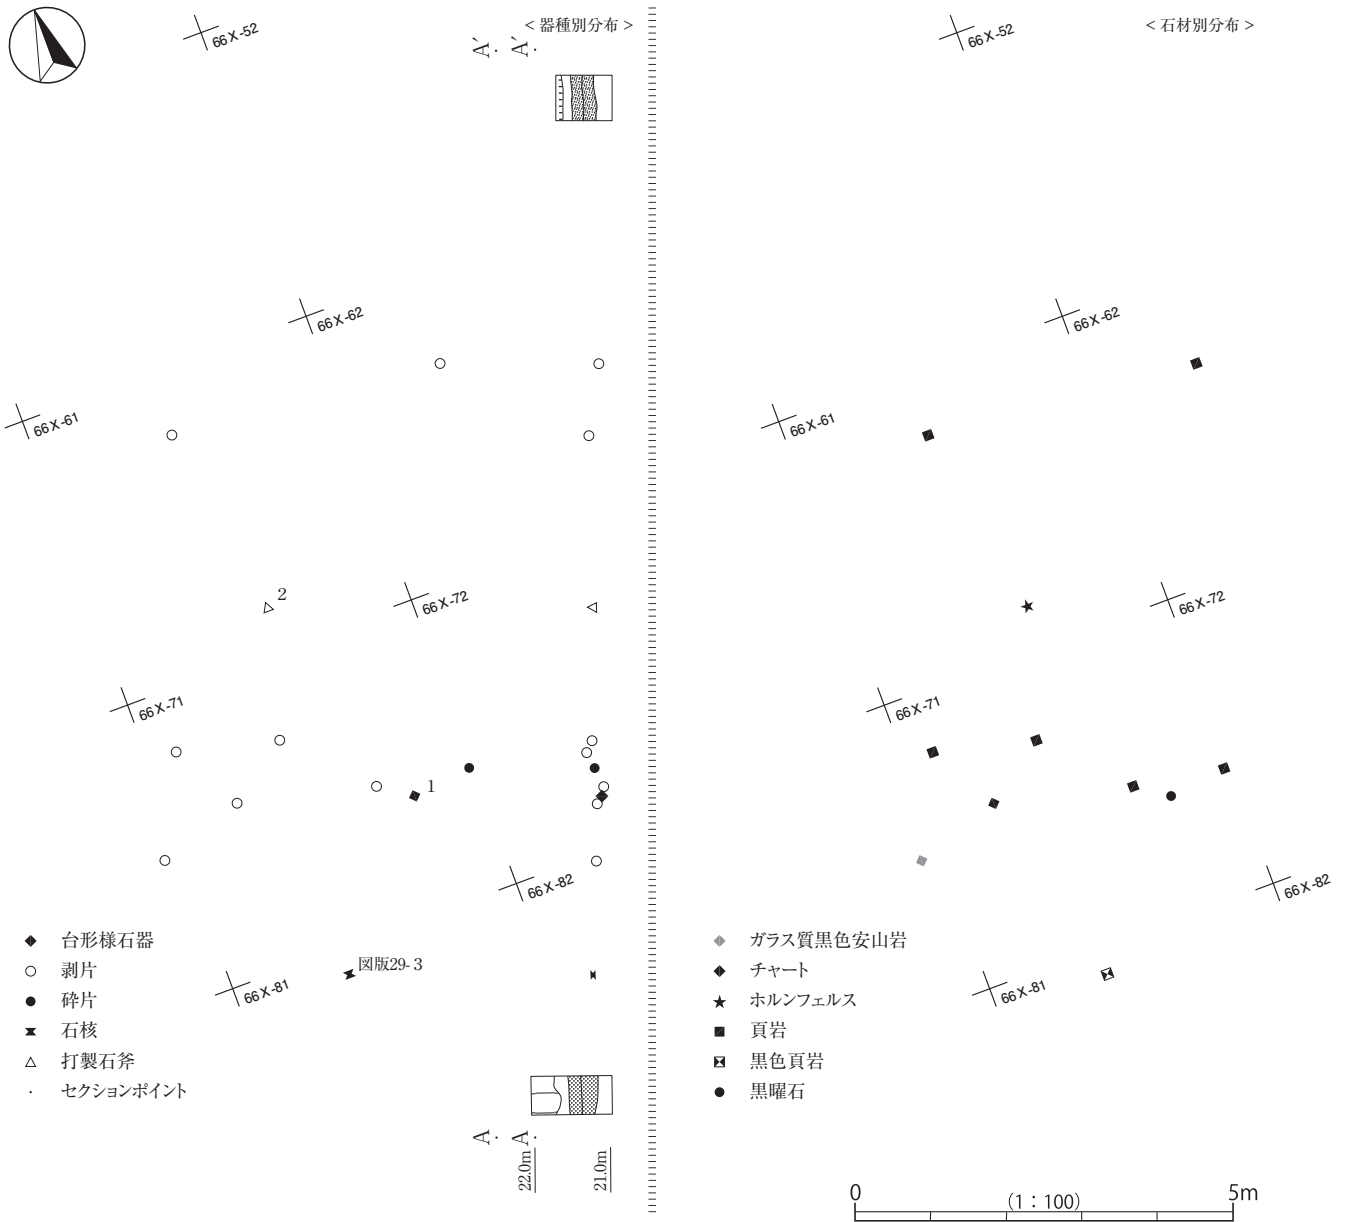 < 器種別分布 >
66X-52
A´
A´
66X-62
66X-61
2
66X-72
66X-71
1
66X-82
図版29-3
66X-81
台形様石器
剥片
砕片
石核
打製石斧
セクションポイント
A
A
22.0m
21.0m
< 石材別分布 >
66X-52
66X-62
66X-61
66X-72
66X-71
66X-82
66X-81
ガラス質黒色安山岩
チャート
ホルンフェルス
頁岩
黒色頁岩
黒曜石
0
(1：100)
5m